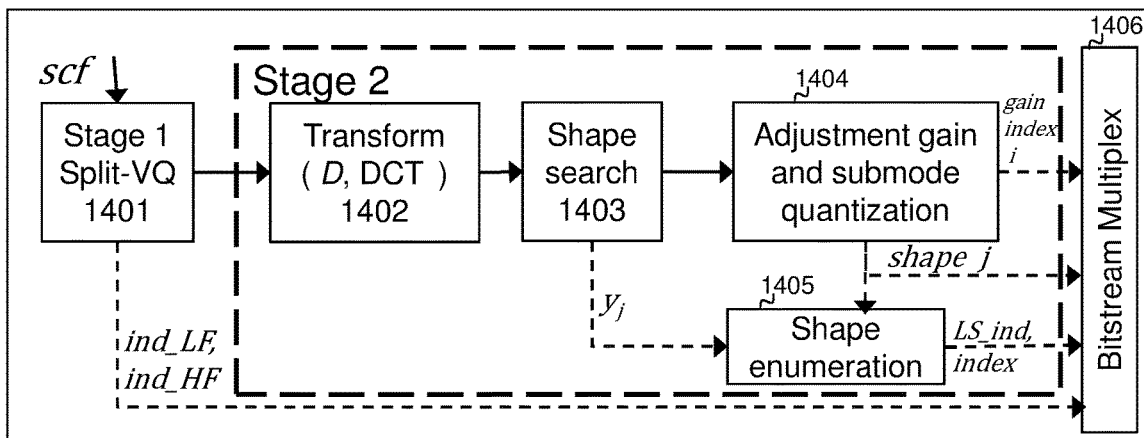 1406
scf
Stage 2
1404
Stage 1
Split-VQ
1401
Transform
( D, DCT )
1402
Shape
search
1403
Adjustment gain
and submode
quantization
gain
index
i
Bitstream Multiplex
shape_j
1405
y_j
Shape
enumeration
LS_ind,
index
ind_LF,
ind_HF